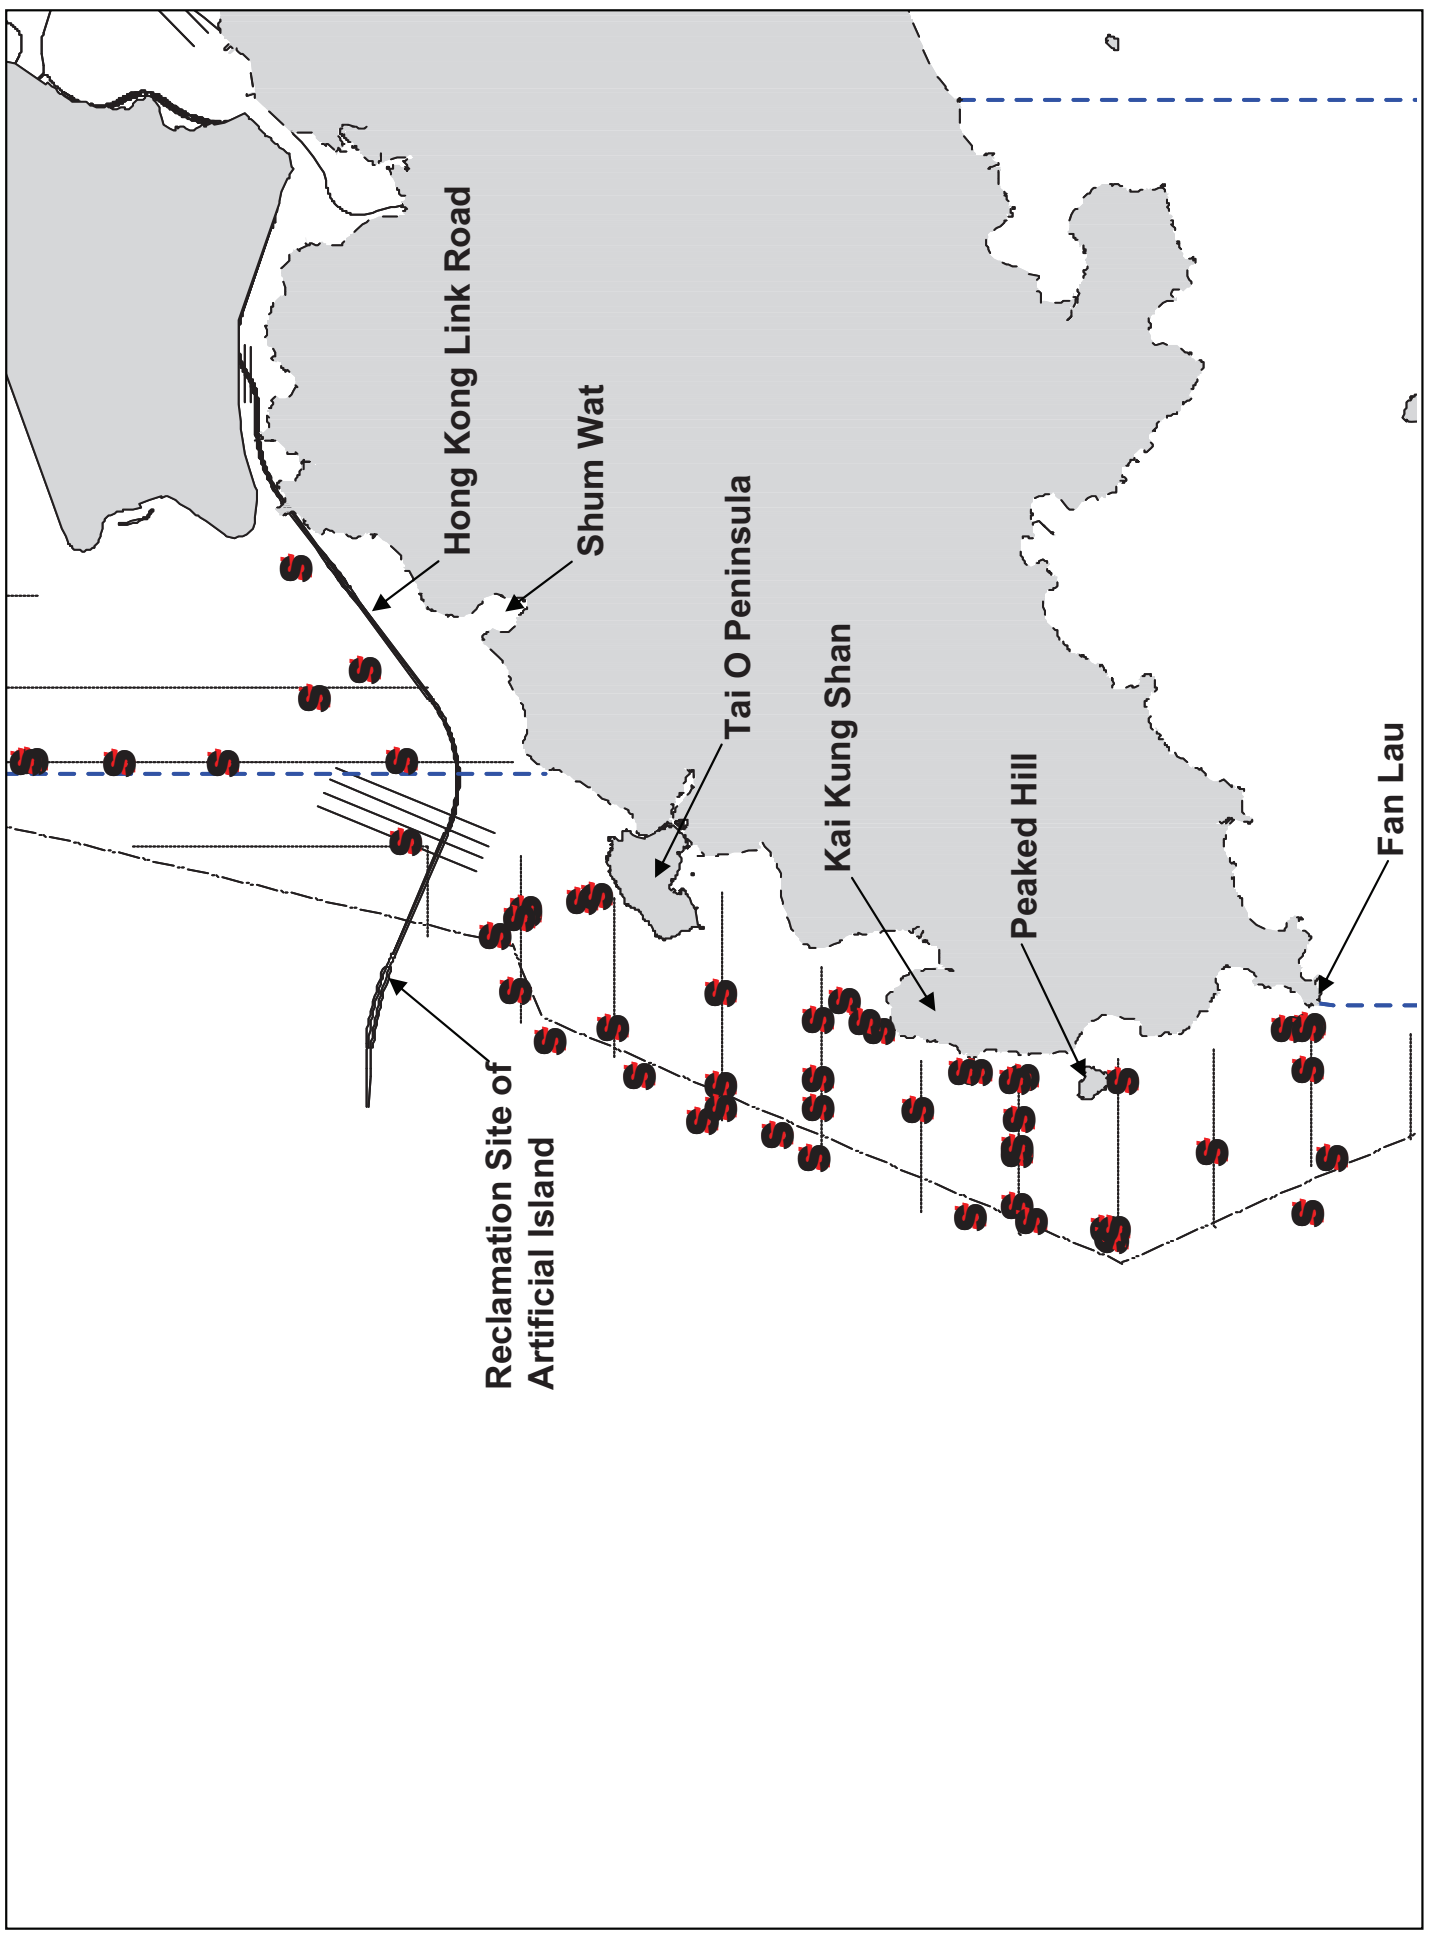 Hong Kong Link Road
Shum Wat
Tai O Peninsula
Kai Kung Shan
Peaked Hill
Fan Lau
Reclamation Site of
Artificial Island